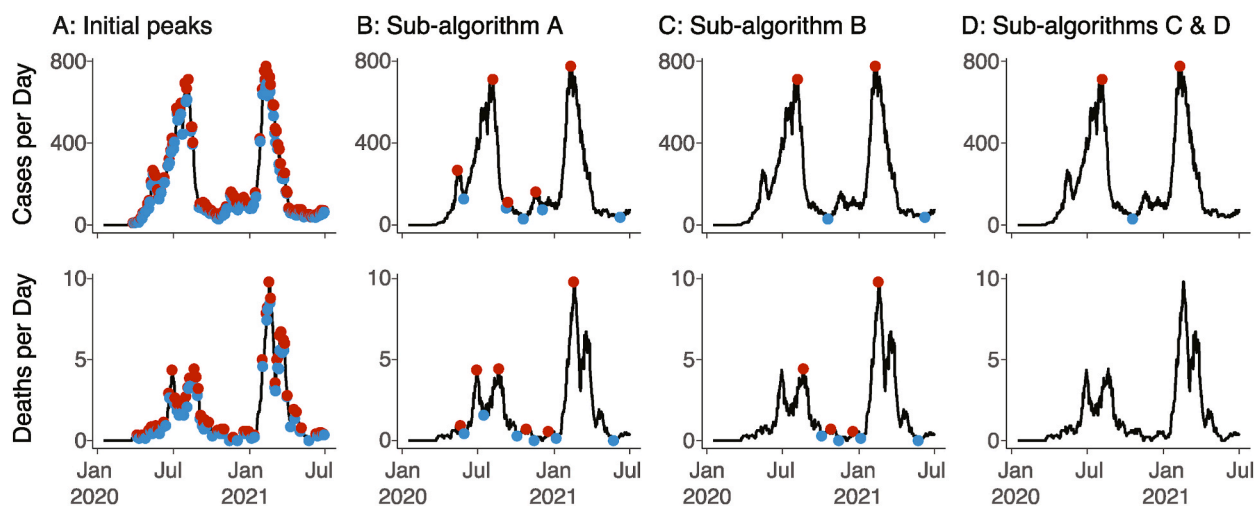 A: Initial peaks
B: Sub-algorithm A
C: Sub-algorithm B
D: Sub-algorithms C & D
Cases per Day
800
400
0
800
400
0
800
400
0
800
400
0
Deaths per Day
10
5
0
10
5
0
10
5
0
10
5
0
Jan Jul Jan Jul
2020 2021
Jan Jul Jan Jul
2020 2021
Jan Jul Jan Jul
2020 2021
Jan Jul Jan Jul
2020 2021